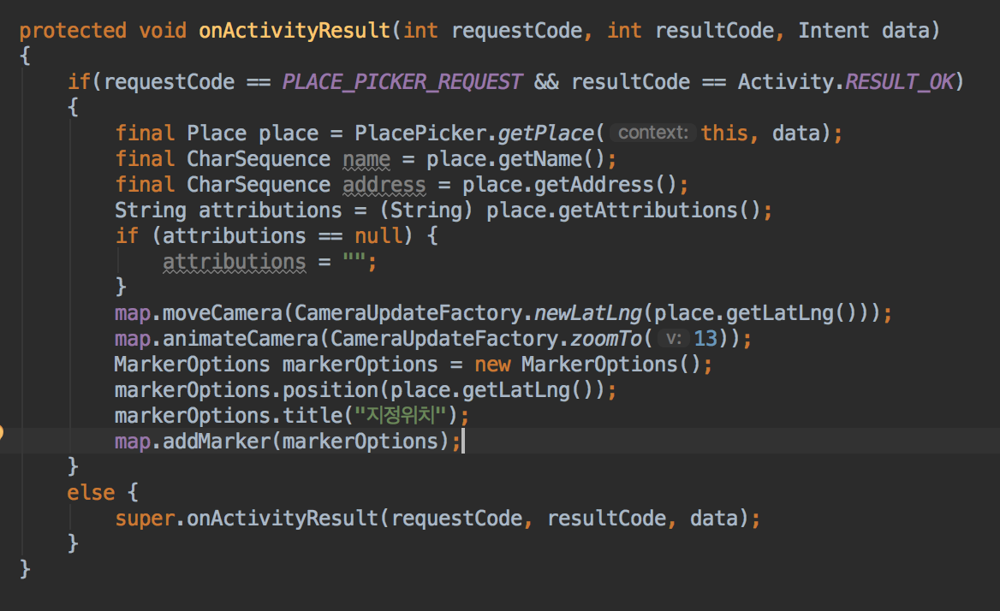 protected void onActivityResult(int requestCode, int resultCode, Intent data)
{
    if(requestCode == PLACE_PICKER_REQUEST && resultCode == Activity.RESULT_OK)
    {
        final Place place = PlacePicker.getPlace( context: this, data);
        final CharSequence name = place.getName();
        final CharSequence address = place.getAddress();
        String attributions = (String) place.getAttributions();
        if (attributions == null) {
            attributions = "";
        }
        map.moveCamera(CameraUpdateFactory.newLatLng(place.getLatLng()));
        map.animateCamera(CameraUpdateFactory.zoomTo( v: 13));
        MarkerOptions markerOptions = new MarkerOptions();
        markerOptions.position(place.getLatLng());
        markerOptions.title("지정위치");
        map.addMarker(markerOptions);
    }
    else {
        super.onActivityResult(requestCode, resultCode, data);
    }
}